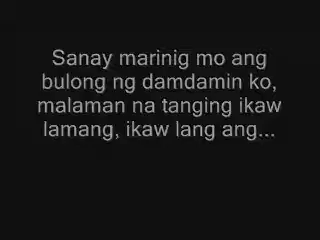 Sanay marinig mo ang
bulong ng damdamin ko,
malaman na tanging ikaw
lamang, ikaw lang ang...